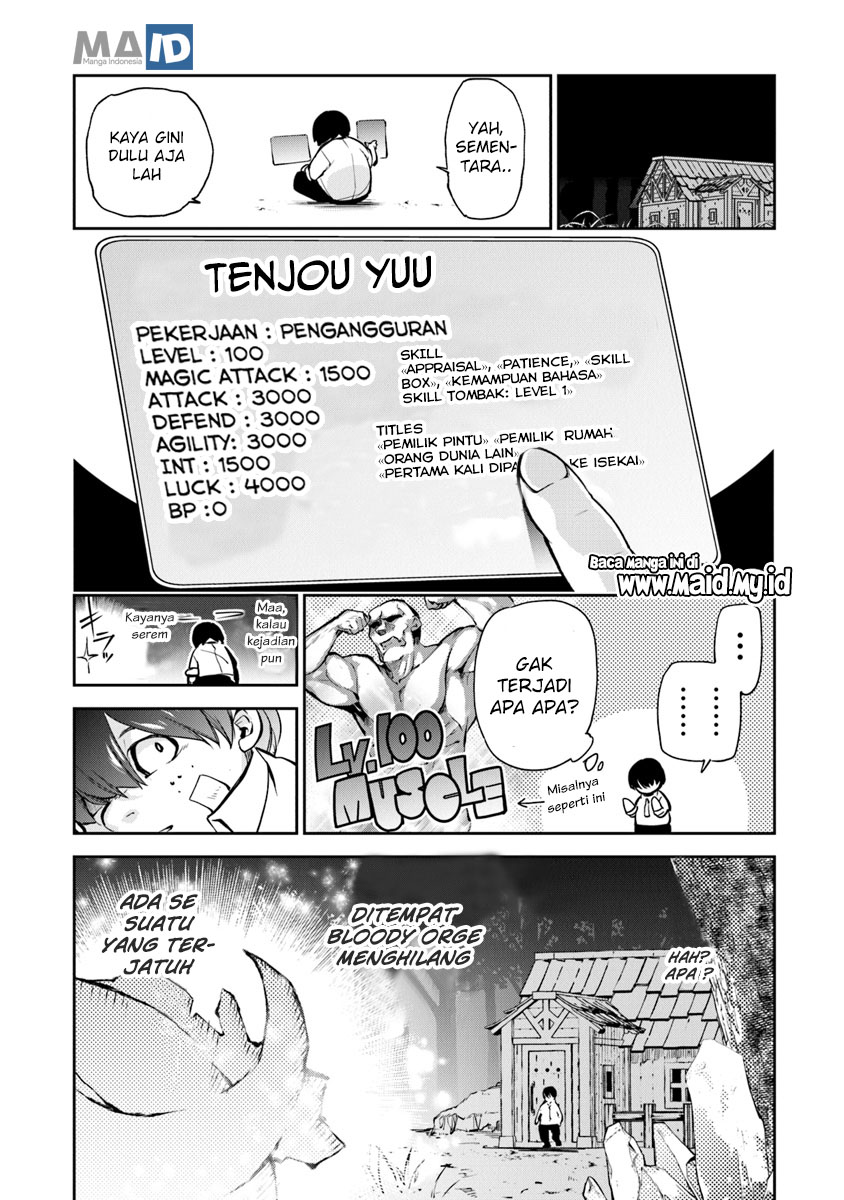 MA ID
Manga Indonesia
YAH,
SEMEN-
TARA..
KAYA GINI
DULU AJA
LAH
TENJOU YUU
PEKERJAAN : PENGANGGURAN
LEVEL : 100
MAGIC ATTACK : 1500
ATTACK : 3000
DEFEND : 3000
AGILITY: 3000
INT : 1500
LUCK : 4000
BP :0
SKILL
«APPRAISAL», «PATIENCE,» «SKILL
BOX», «KEMAMPUAN BAHASA»
SKILL TOMBAK: LEVEL 1»
TITLES
«PEMILIK PINTU» «PEMILIK RUMAH
«ORANG DUNIA LAIN»
«PERTAMA KALI KE ISEKAI»
Baca manga ini di
www.Maid.my.id
...
......
......
GAK
TERJADI
APA APA?
Lv.100
MUSCLE
Misalnya
seperti ini
Maa,
kalau
kejadian
pun
Kayanya
serem
HAH?
APA ?
DITEMPAT
BLOODY ORGE
MENGHILANG
ADA SE
SUATU
YANG TER-
JATUH